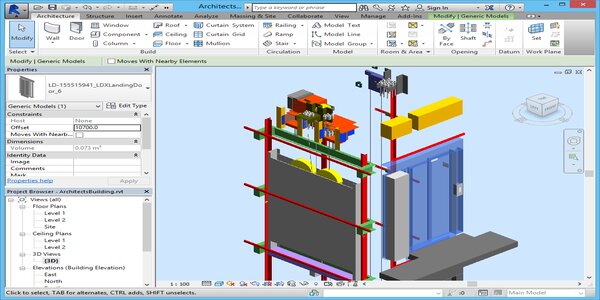 Architects...
Type a keyword or phrase
Sign In
Architecture Structure Insert Annotate Analyze Massing & Site Collaborate View Manage Add-Ins Modify | Generic Models
Modify Wall Door Window Component Column Roof Ceiling Floor Curtain System Curtain Grid Mullion Railing Ramp Stair Model Text Model Line Model Group By Face Shaft Set
Select Build Circulation Model Room & Area Opening Datum Work Plane
Modify | Generic Models Moves With Nearby Elements
Properties
LD-155515941_LDXLandingDo
or_6
Generic Models (1) Edit Type
Constraints
Host None
Offset 10700.0
Moves With Nearb...
Dimensions
Volume 0.073 m³
Identity Data
Image
Comments
Mark
Properties help Apply
Project Browser - ArchitectsBuilding.rvt
Views (all)
Floor Plans
Level 1
Level 2
Site
Ceiling Plans
Level 1
Level 2
3D Views
{3D}
Elevations (Building Elevation)
East
North
1 : 100
Click to select, TAB for alternates, CTRL adds, SHIFT unselects. :0 Main Model